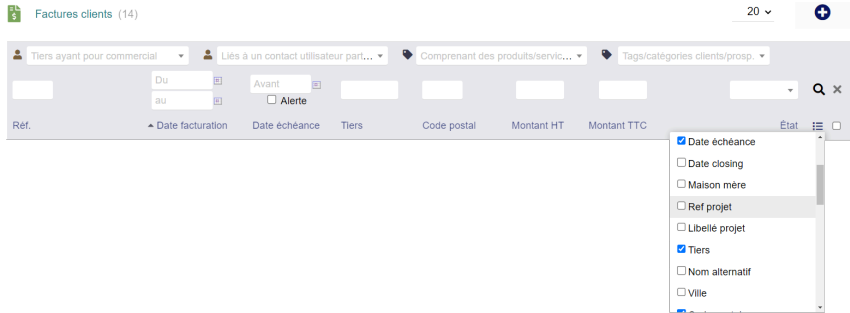 Factures clients (14)
20
Tiers ayant pour commercial
Liés à un contact utilisateur part...
Comprenant des produits/servic...
Tags/catégories clients/prosp.
Du
au
Avant
Alerte
Réf.
Date facturation
Date échéance
Tiers
Code postal
Montant HT
Montant TTC
État
Date échéance
Date closing
Maison mère
Ref projet
Libellé projet
Tiers
Nom alternatif
Ville